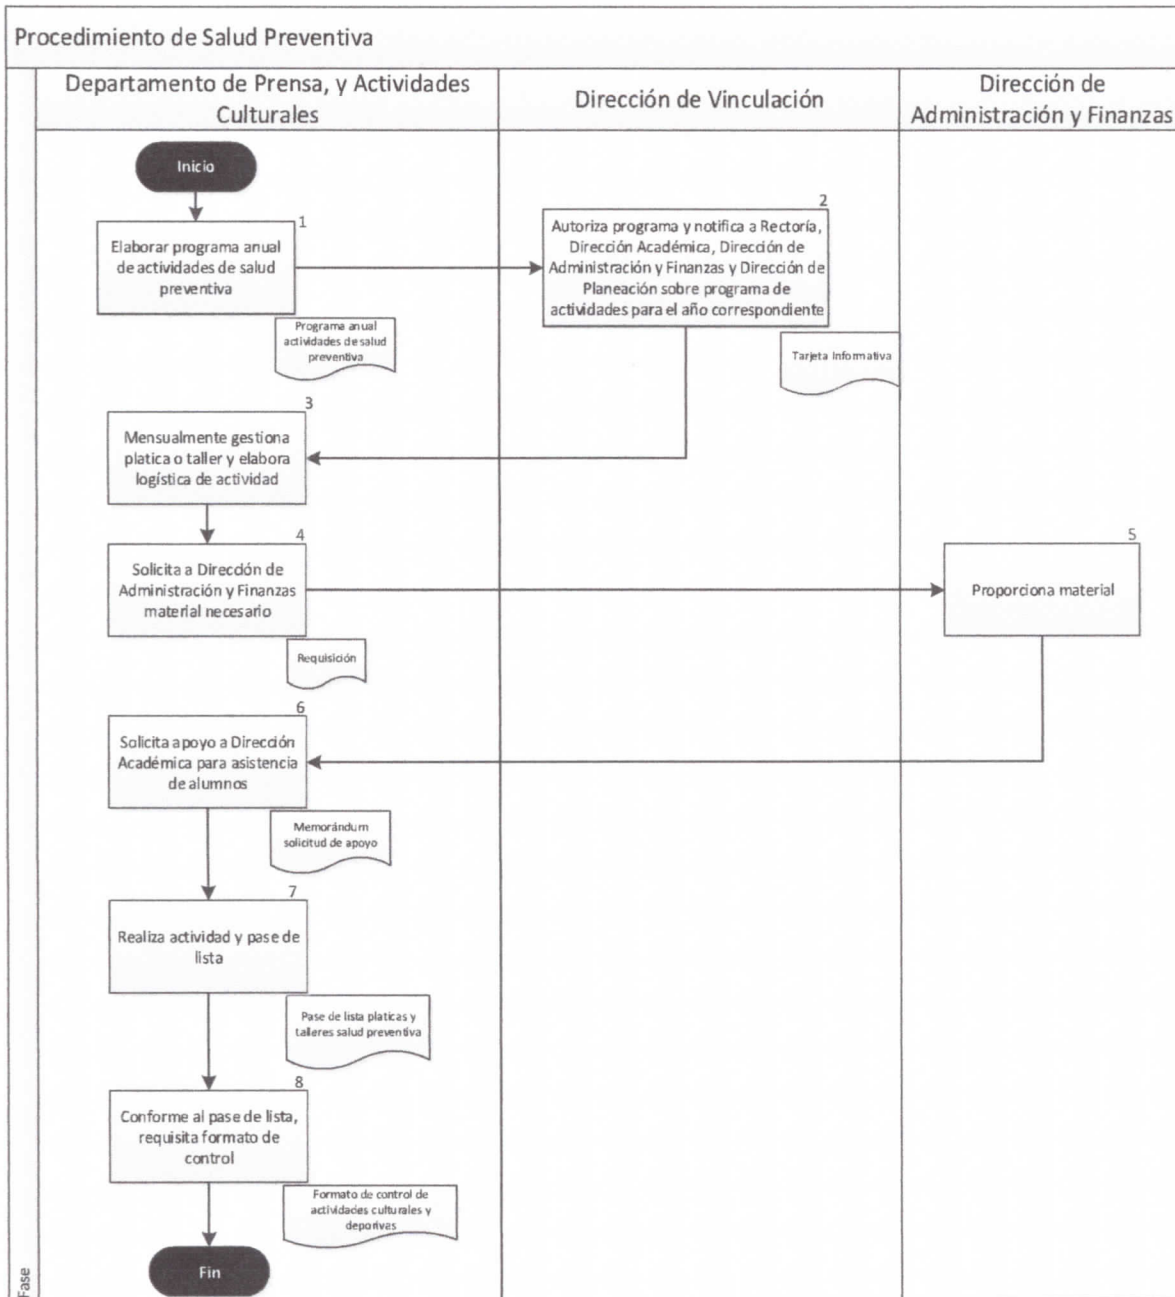 Procedimiento de Salud Preventiva
Departamento de Prensa, y Actividades
Culturales
Dirección de Vinculación
Dirección de
Administración y Finanzas
Inicio
1
Elaborar programa anual
de actividades de salud
preventiva
Programa anual
actividades de salud
preventiva
2
Autoriza programa y notifica a Rectoría,
Dirección Académica, Dirección de
Administración y Finanzas y Dirección de
Planeación sobre programa de
actividades para el año correspondiente
Tarjeta Informativa
3
Mensualmente gestiona
platica o taller y elabora
logística de actividad
4
Solicita a Dirección de
Administración y Finanzas
material necesario
Requisición
5
Proporciona material
6
Solicita apoyo a Dirección
Académica para asistencia
de alumnos
Memorándum
solicitud de apoyo
7
Realiza actividad y pase de
lista
Pase de lista platicas y
talleres salud preventiva
8
Conforme al pase de lista,
requisita formato de
control
Formato de control de
actividades culturales y
deporivas
Fin
Fase